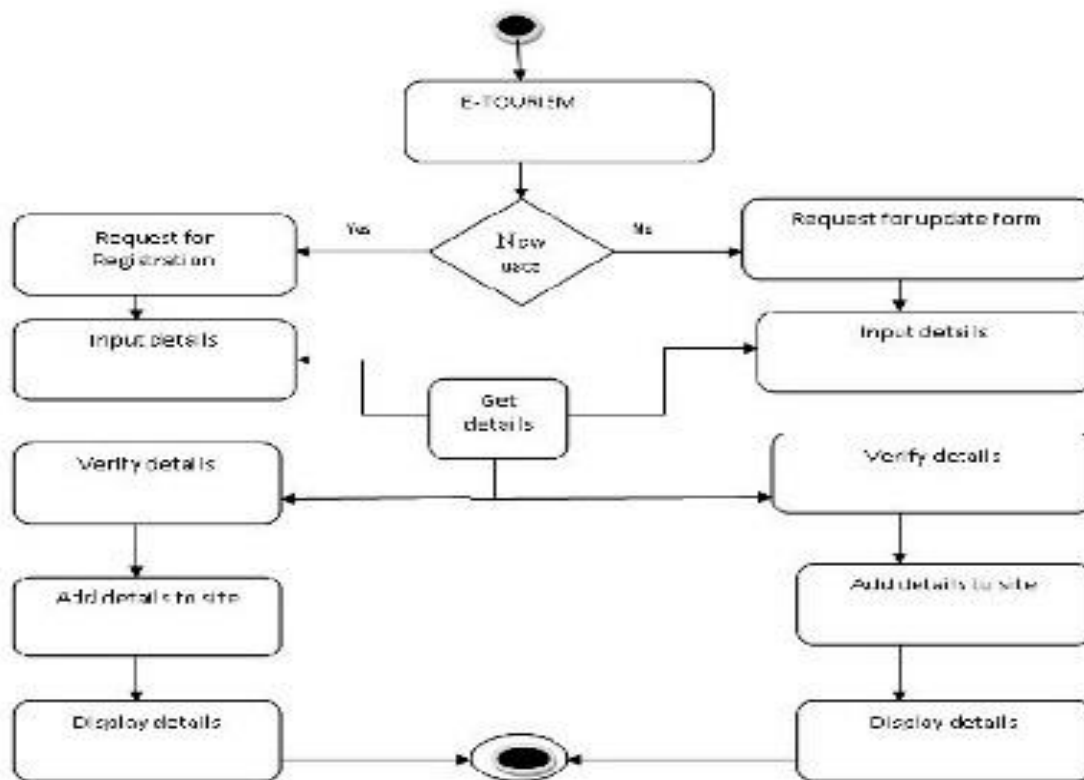 E-TOURISM
Yes
New
user
No
Request for update form
Request for
Registration
Input details
Input details
Get
details
Verify details
Verify details
Add details to site
Add details to site
Display details
Display details